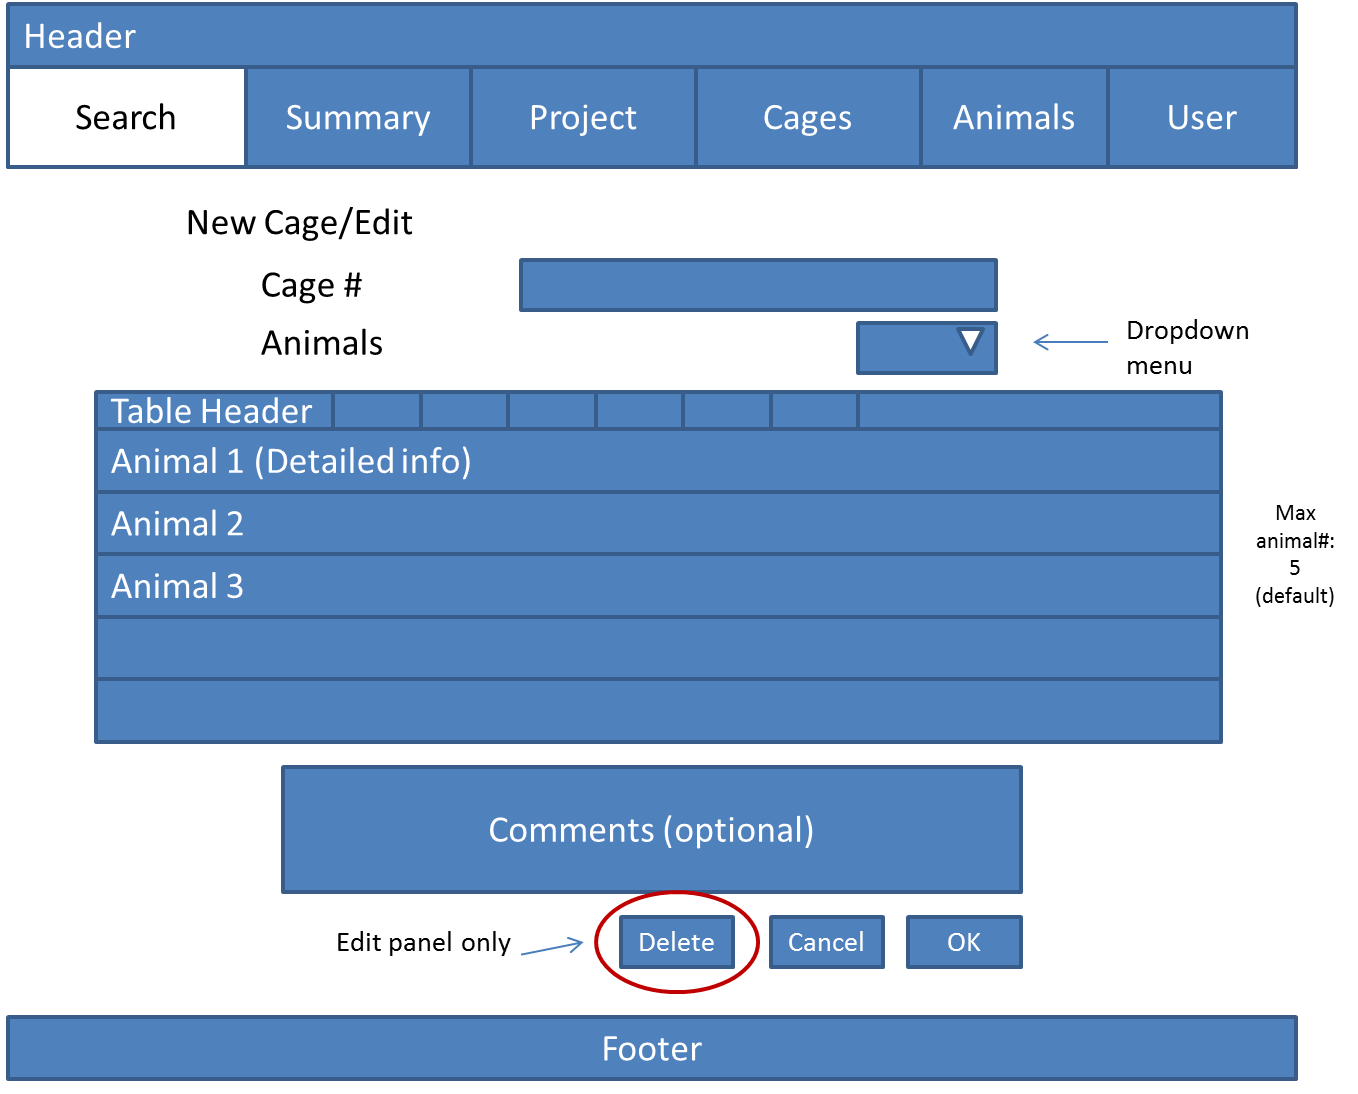 Header
Search Summary Project Cages Animals User
New Cage/Edit
Cage #
Animals
Dropdown
menu
Table Header
Animal 1 (Detailed info)
Animal 2
Animal 3
Max
animal#:
5
(default)
Comments (optional)
Edit panel only
Delete Cancel OK
Footer